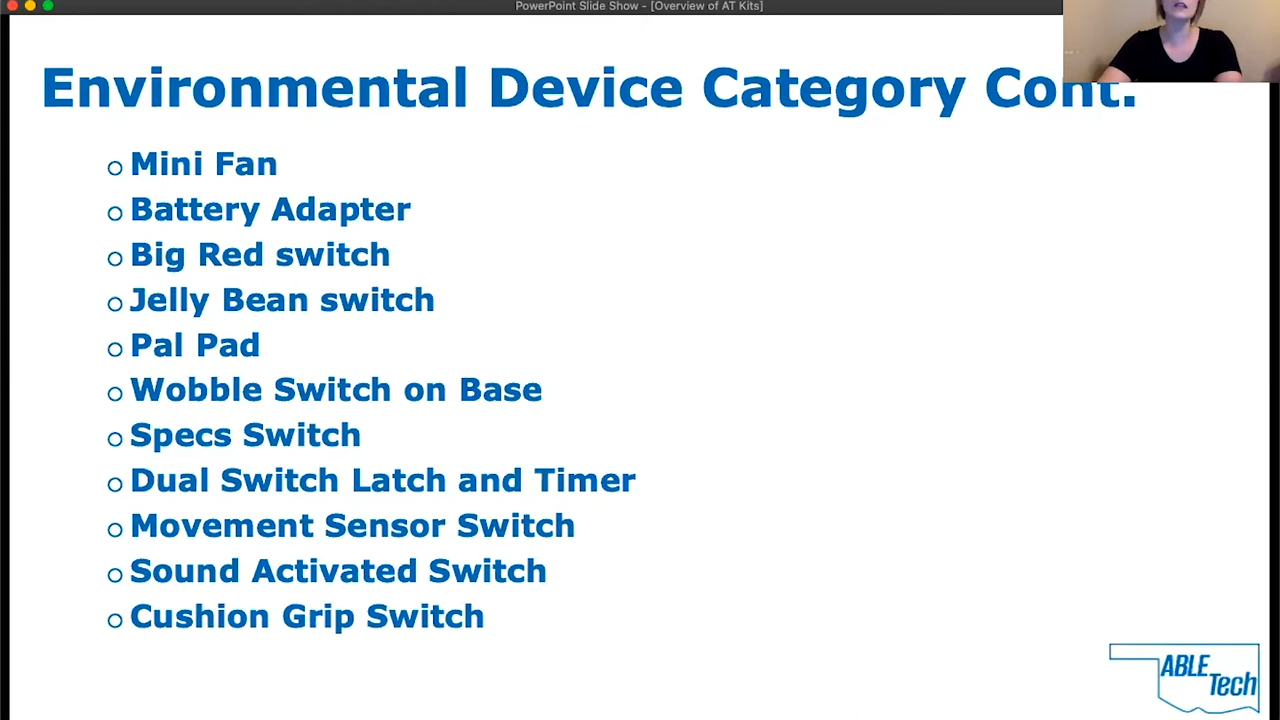 PowerPoint Slide Show - [Overview of AT Kits]
Environmental Device Category Cont.
Mini Fan
Battery Adapter
Big Red switch
Jelly Bean switch
Pal Pad
Wobble Switch on Base
Specs Switch
Dual Switch Latch and Timer
Movement Sensor Switch
Sound Activated Switch
Cushion Grip Switch
ABLE
Tech